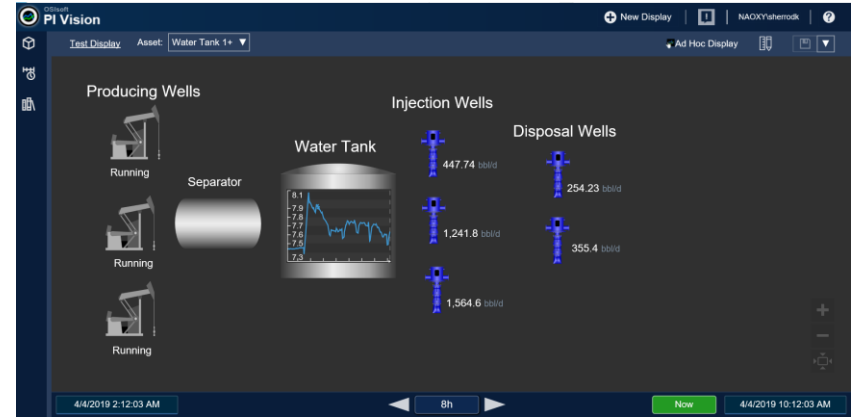 OSIsoft
PI Vision
New Display
NAOXY\sherrodk
?
Test Display
Asset:
Water Tank 1+
Ad Hoc Display
Producing Wells
Injection Wells
Disposal Wells
Water Tank
Separator
Running
Running
Running
8.1
7.9
7.8
7.7
7.6
7.5
7.3
447.74 bbl/d
1,241.8 bbl/d
1,564.6 bbl/d
254.23 bbl/d
355.4 bbl/d
4/4/2019 2:12:03 AM
8h
Now
4/4/2019 10:12:03 AM